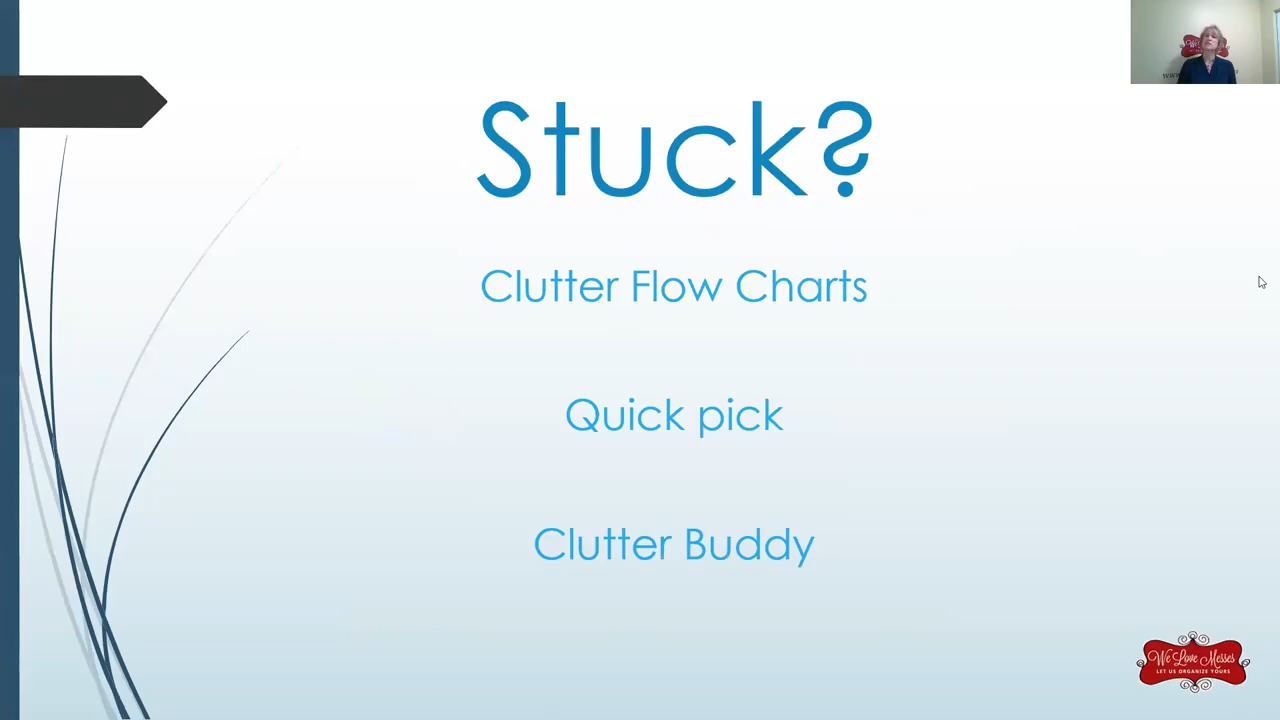 Stuck?
Clutter Flow Charts
Quick pick
Clutter Buddy
We Love Messes
LET US ORGANIZE YOURS